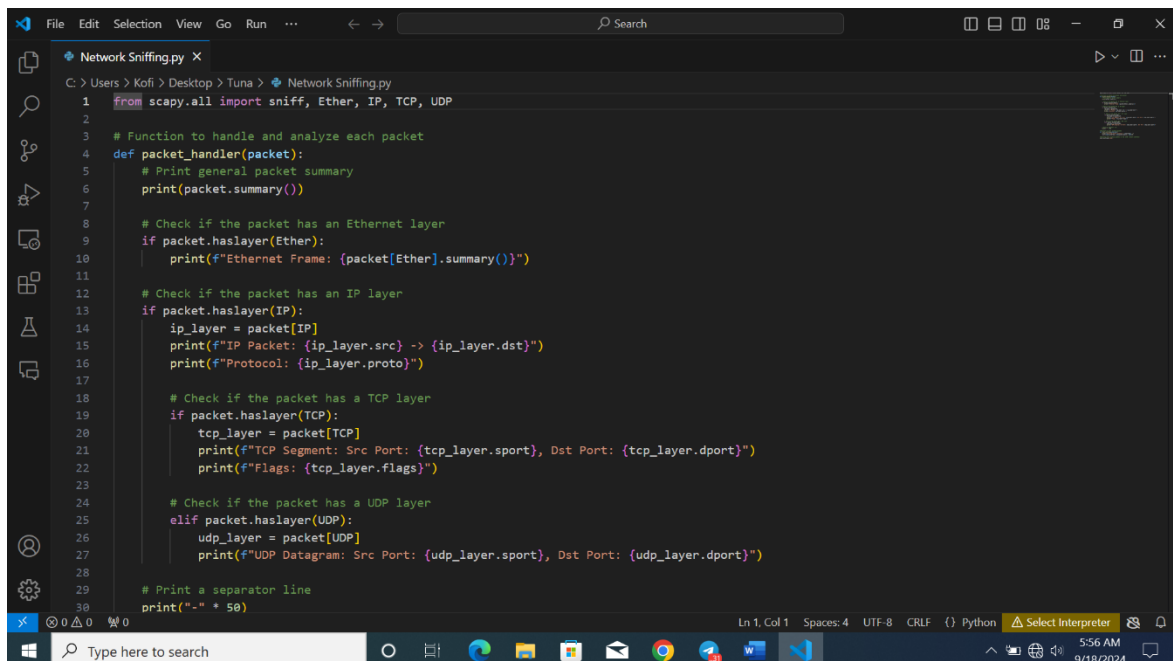 File Edit Selection View Go Run ··· Search
Network Sniffing.py
C: > Users > Kofi > Desktop > Tuna > Network Sniffing.py
1 from scapy.all import sniff, Ether, IP, TCP, UDP
2
3 # Function to handle and analyze each packet
4 def packet_handler(packet):
5     # Print general packet summary
6     print(packet.summary())
7
8     # Check if the packet has an Ethernet layer
9     if packet.haslayer(Ether):
10         print(f"Ethernet Frame: {packet[Ether].summary()}")
11
12     # Check if the packet has an IP layer
13     if packet.haslayer(IP):
14         ip_layer = packet[IP]
15         print(f"IP Packet: {ip_layer.src} -> {ip_layer.dst}")
16         print(f"Protocol: {ip_layer.proto}")
17
18         # Check if the packet has a TCP layer
19         if packet.haslayer(TCP):
20             tcp_layer = packet[TCP]
21             print(f"TCP Segment: Src Port: {tcp_layer.sport}, Dst Port: {tcp_layer.dport}")
22             print(f"Flags: {tcp_layer.flags}")
23
24         # Check if the packet has a UDP layer
25         elif packet.haslayer(UDP):
26             udp_layer = packet[UDP]
27             print(f"UDP Datagram: Src Port: {udp_layer.sport}, Dst Port: {udp_layer.dport}")
28
29     # Print a separator line
30     print("-" * 50)
0 0 0 Ln 1, Col 1 Spaces: 4 UTF-8 CRLF {} Python Select Interpreter
Type here to search 31 W 5:56 AM
9/18/2024